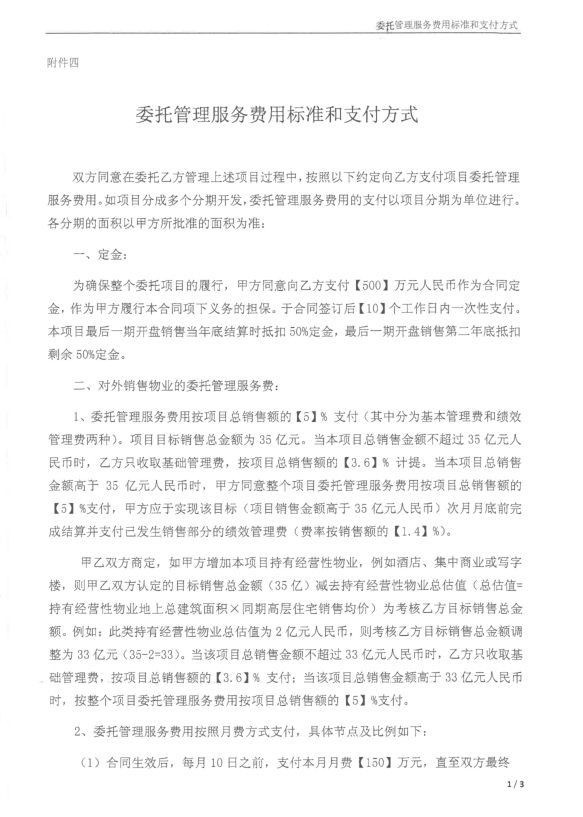 委托管理服务费用标准和支付方式
附件四
委托管理服务费用标准和支付方式
双方同意在委托乙方管理上述项目过程中，按照以下约定向乙方支付项目委托管理
服务费用。如项目分成多个分期开发，委托管理服务费用的支付以项目分期为单位进行。
各分期的面积以甲方所批准的面积为准：
一、定金：
为确保整个委托项目的履行，甲方同意向乙方支付【500】万元人民币作为合同定
金，作为甲方履行本合同项下义务的担保。于合同签订后【10】个工作日内一次性支付。
本项目最后一期开盘销售当年底结算时抵扣 50%定金，最后一期开盘销售第二年底抵扣
剩余 50%定金。
二、对外销售物业的委托管理服务费：
1、委托管理服务费用按项目总销售额的【5】% 支付（其中分为基本管理费和绩效
管理费两种）。项目目标销售总金额为 35 亿元。当本项目总销售金额不超过 35 亿元人
民币时，乙方只收取基础管理费，按项目总销售额的【3.6】% 计提。当本项目总销售
金额高于 35 亿元人民币时，甲方同意整个项目委托管理服务费用按项目总销售额的
【5】%支付，甲方应于实现该目标（项目销售金额高于 35 亿元人民币）次月月底前完
成结算并支付已发生销售部分的绩效管理费（费率按销售额的【1.4】%）。
甲乙双方商定，如甲方增加本项目持有经营性物业，例如酒店、集中商业或写字
楼，则甲乙双方认定的目标销售总金额（35 亿）减去持有经营性物业总估值（总估值=
持有经营性物业地上总建筑面积×同期高层住宅销售均价）为考核乙方目标销售总金
额。例如：此类持有经营性物业总估值为 2 亿元人民币，则考核乙方目标销售总金额调
整为 33 亿元（35-2=33）。当该项目总销售金额不超过 33 亿元人民币时，乙方只收取基
础管理费，按项目总销售额的【3.6】% 支付；当该项目总销售金额高于 33 亿元人民币
时，按整个项目委托管理服务费用按项目总销售额的【5】%支付。
2、委托管理服务费用按照月费方式支付，具体节点及比例如下：
（1）合同生效后，每月 10 日之前，支付本月月费【150】万元，直至双方最终
1 / 3